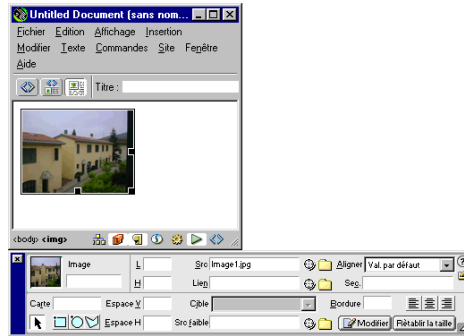 Untitled Document (sans nom...
Fichier Edition Affichage Insertion
Modifier Texte Commandes Site Fenêtre
Aide
Titre :
<body> <img>
Image L Src Image1.jpg Aligner Val. par défaut
H Lien Sec.
Carte Espace V Cible Bordure
Espace H Src faible Modifier Rétablir la taille